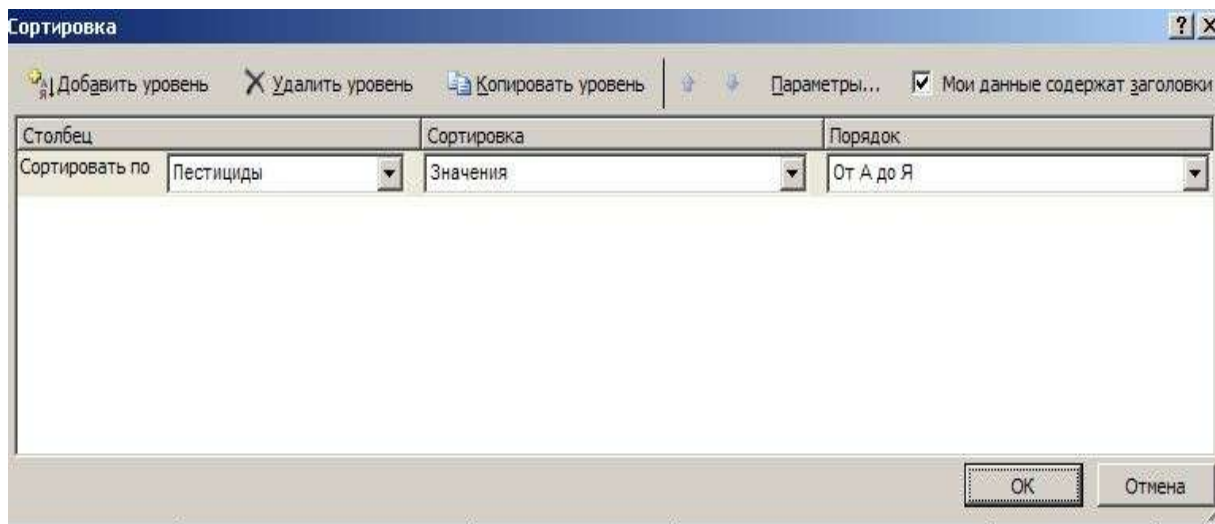 Сортировка
Добавить уровень Удалить уровень Копировать уровень Параметры... Мои данные содержат заголовки
Столбец Сортировка Порядок
Сортировать по Пестициды Значения От А до Я
ОК Отмена